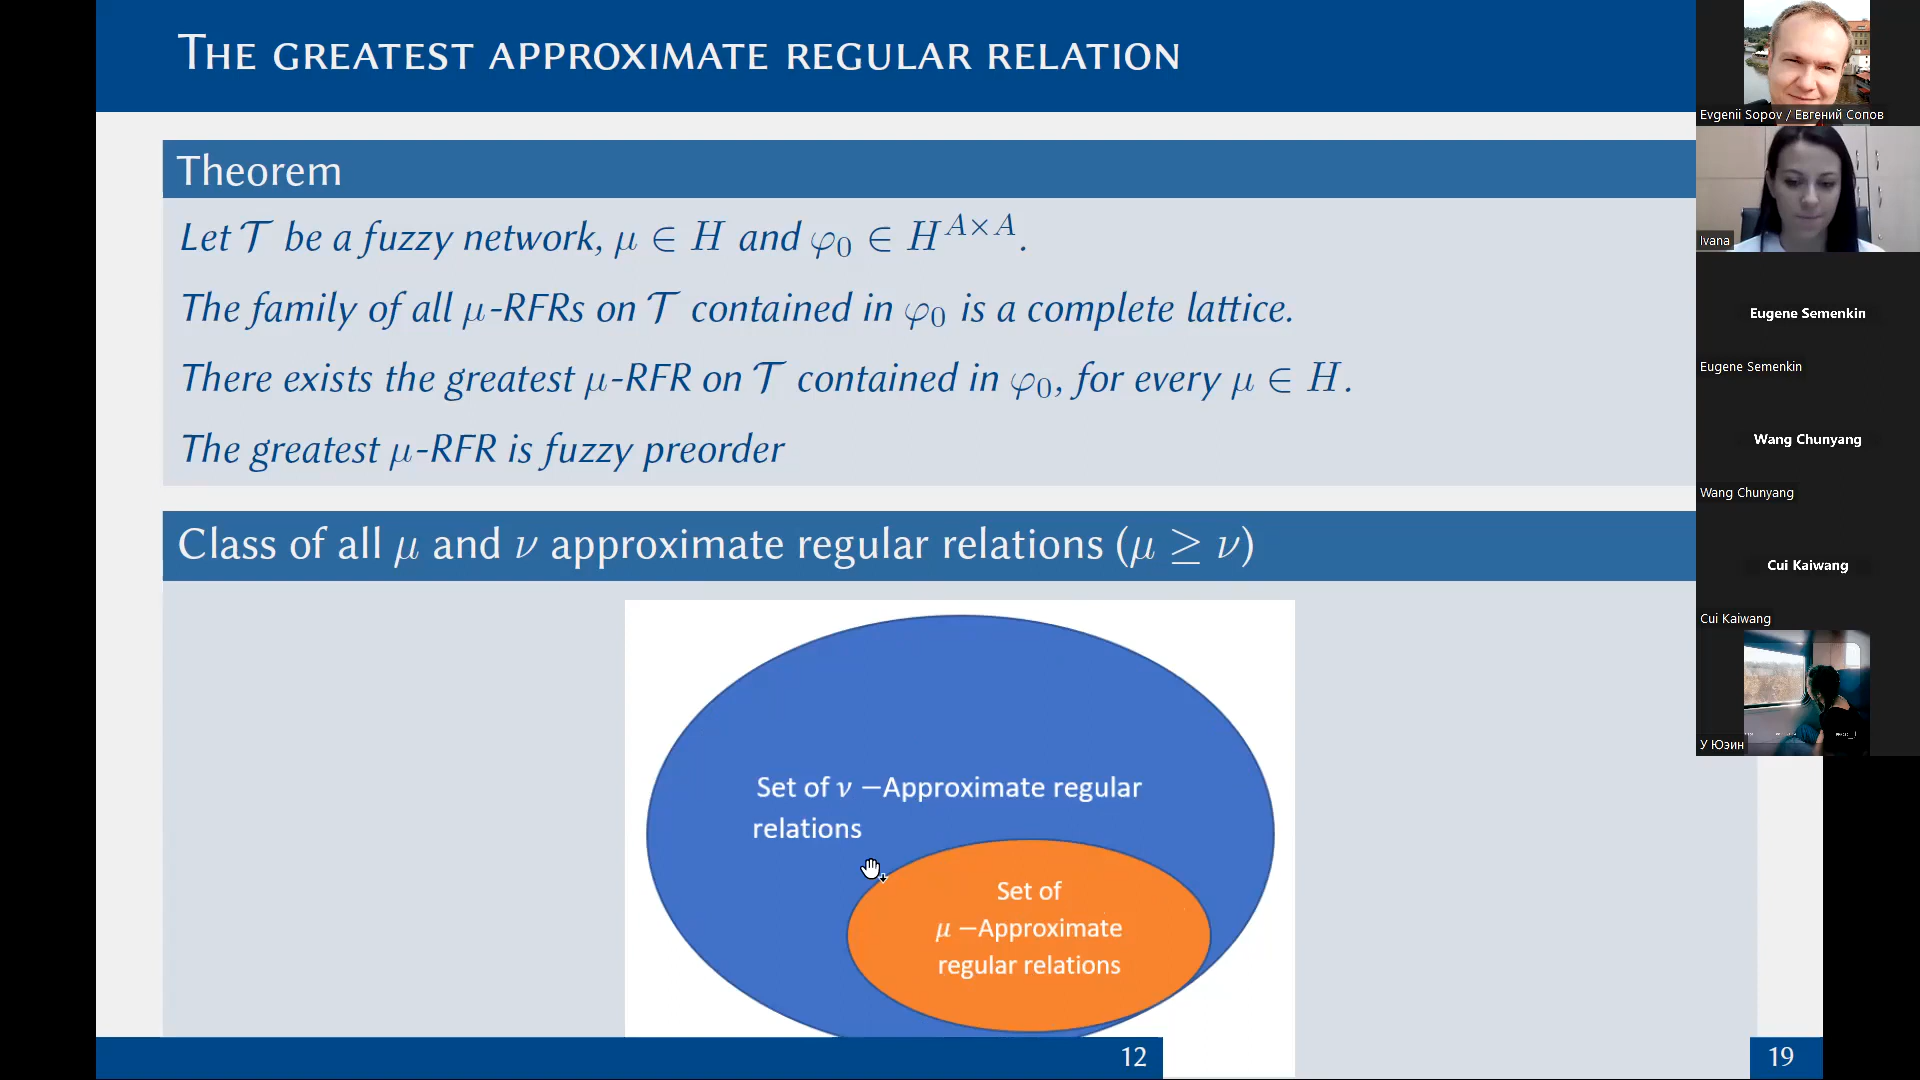 THE GREATEST APPROXIMATE REGULAR RELATION
Theorem
Let 𝒯 be a fuzzy network, μ ∈ H and φ₀ ∈ H^{A×A}.
The family of all μ-RFRs on 𝒯 contained in φ₀ is a complete lattice.
There exists the greatest μ-RFR on 𝒯 contained in φ₀, for every μ ∈ H.
The greatest μ-RFR is fuzzy preorder
Class of all μ and ν approximate regular relations (μ ≥ ν)
Set of ν −Approximate regular
relations
Set of
μ −Approximate
regular relations
12
19
Evgenii Sopov / Евгений Сопов
Ivana
Eugene Semenkin
Eugene Semenkin
Wang Chunyang
Wang Chunyang
Cui Kaiwang
Cui Kaiwang
У Юэин